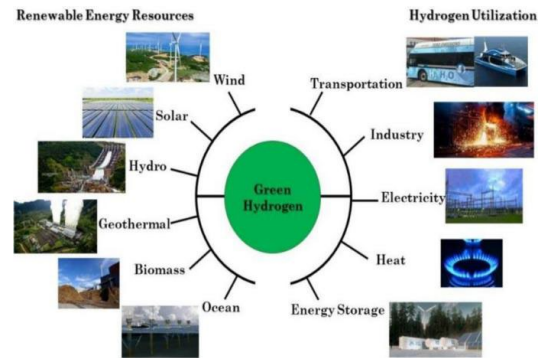 Renewable Energy Resources
Hydrogen Utilization
Wind
Solar
Hydro
Geothermal
Biomass
Ocean
Green
Hydrogen
Transportation
Industry
Electricity
Heat
Energy Storage